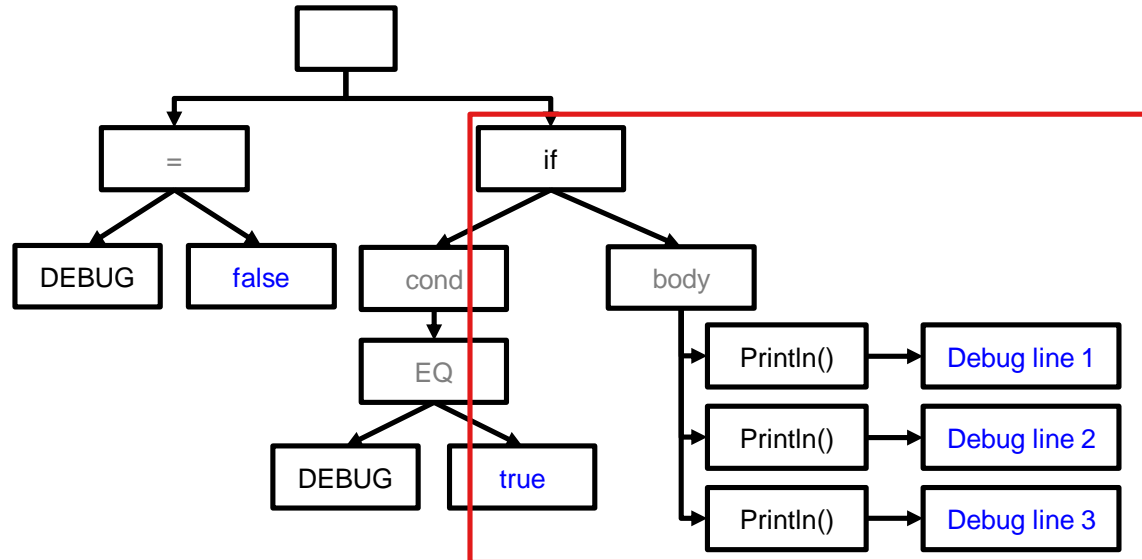 =
if
DEBUG
false
cond
body
EQ
Println()
Debug line 1
Println()
Debug line 2
DEBUG
true
Println()
Debug line 3